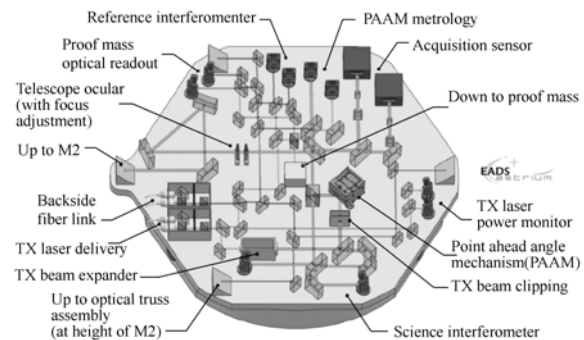 Reference interferomenter
PAAM metrology
Proof mass
optical readout
Acquisition sensor
Telescope ocular
(with focus
adjustment)
Down to proof mass
Up to M2
EADS
astrium
Backside
fiber link
TX laser
power monitor
TX laser delivery
Point ahead angle
mechanism(PAAM)
TX beam expander
TX beam clipping
Up to optical truss
assembly
(at height of M2)
Science interferometer